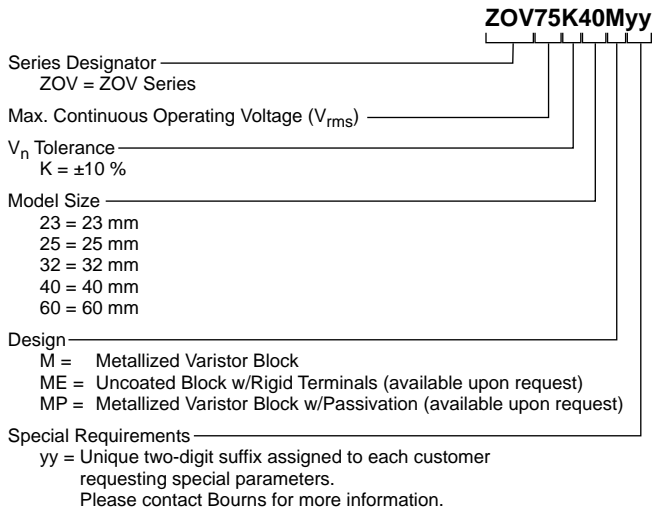 ZOV75K40Myy
Series Designator
ZOV = ZOV Series
Max. Continuous Operating Voltage (Vrms)
Vn Tolerance
K = ±10 %
Model Size
23 = 23 mm
25 = 25 mm
32 = 32 mm
40 = 40 mm
60 = 60 mm
Design
M = Metallized Varistor Block
ME = Uncoated Block w/Rigid Terminals (available upon request)
MP = Metallized Varistor Block w/Passivation (available upon request)
Special Requirements
yy = Unique two-digit suffix assigned to each customer
requesting special parameters.
Please contact Bourns for more information.